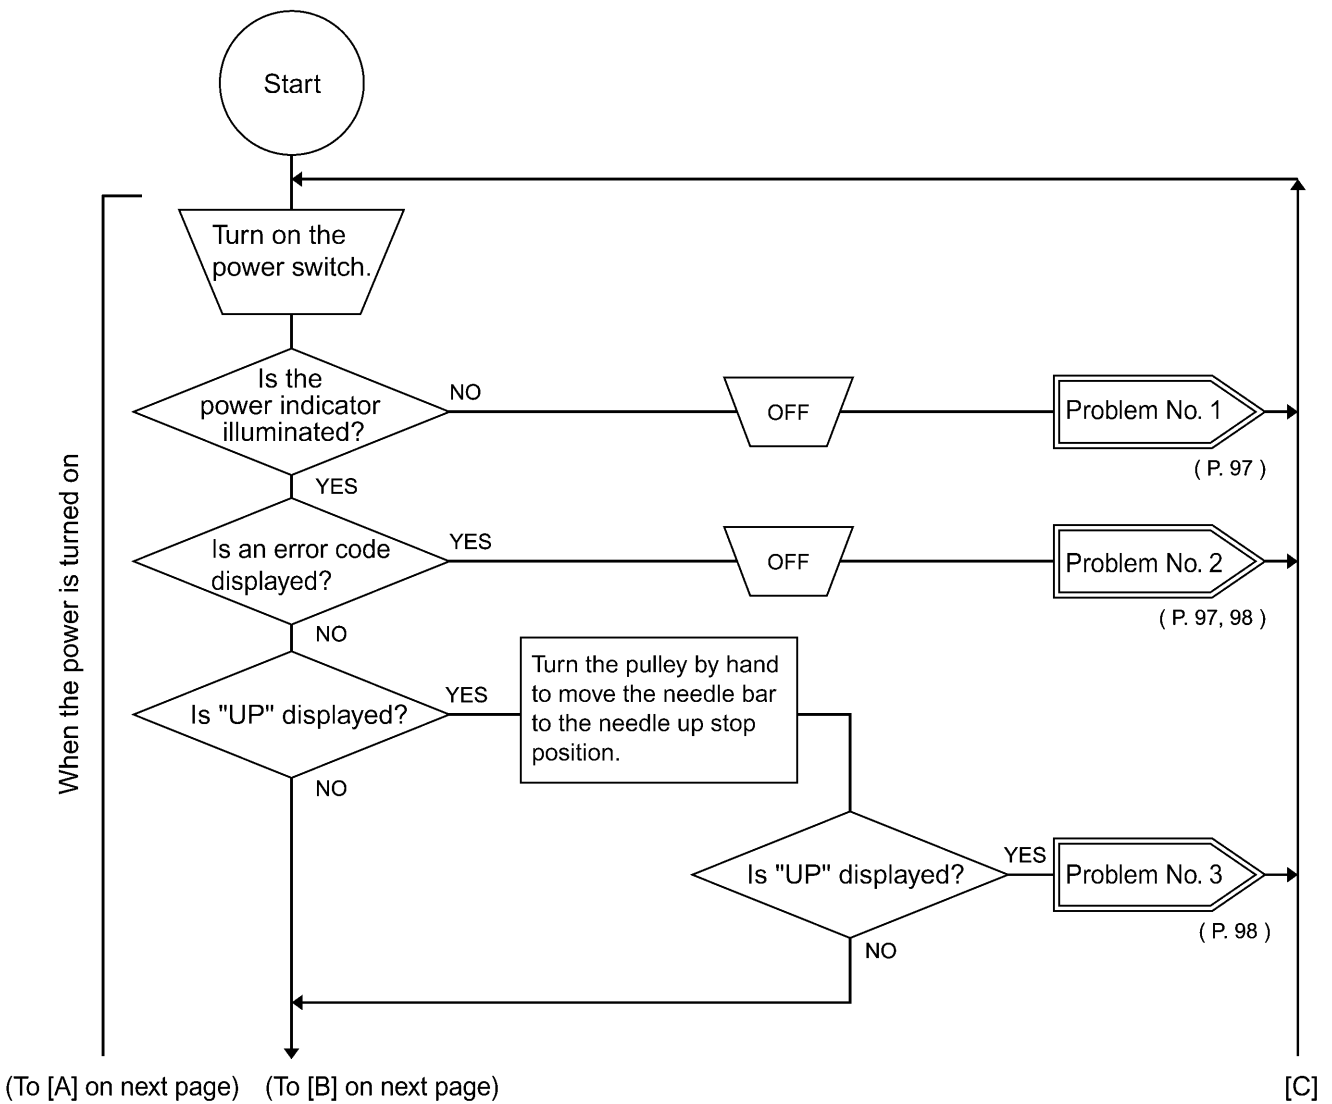 Start
Turn on the
power switch.
Is the
power indicator
illuminated?
NO
OFF
Problem No. 1
( P. 97 )
YES
Is an error code
displayed?
YES
OFF
Problem No. 2
( P. 97, 98 )
NO
Is "UP" displayed?
YES
Turn the pulley by hand
to move the needle bar
to the needle up stop
position.
NO
Is "UP" displayed?
YES
Problem No. 3
( P. 98 )
NO
When the power is turned on
(To [A] on next page)
(To [B] on next page)
[C]